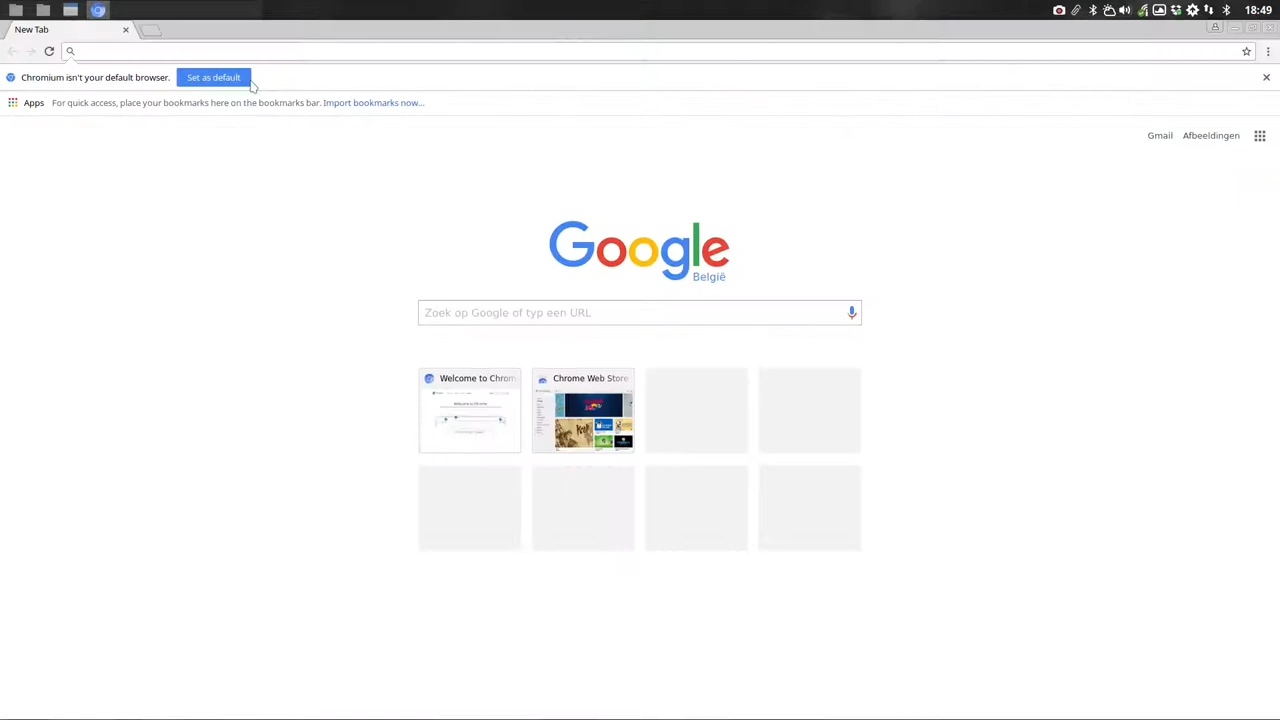 18:49
New Tab
Chromium isn't your default browser. Set as default
Apps For quick access, place your bookmarks here on the bookmarks bar. Import bookmarks now...
Gmail Afbeeldingen
Google
België
Zoek op Google of typ een URL
Welcome to Chrom
Chrome Web Store